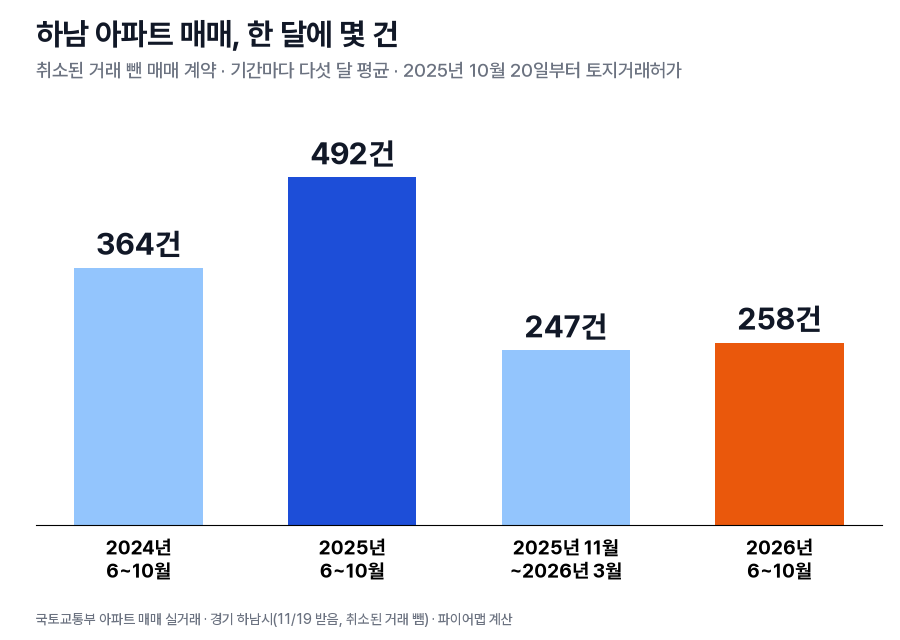 하남 아파트 매매, 한 달에 몇 건
취소된 거래 뺀 매매 계약 · 기간마다 다섯 달 평균 · 2025년 10월 20일부터 토지거래허가
364건
492건
247건
258건
2024년
6~10월
2025년
6~10월
2025년 11월
~2026년 3월
2026년
6~10월
국토교통부 아파트 매매 실거래 · 경기 하남시(11/19 받음, 취소된 거래 뺌) · 파이어맵 계산